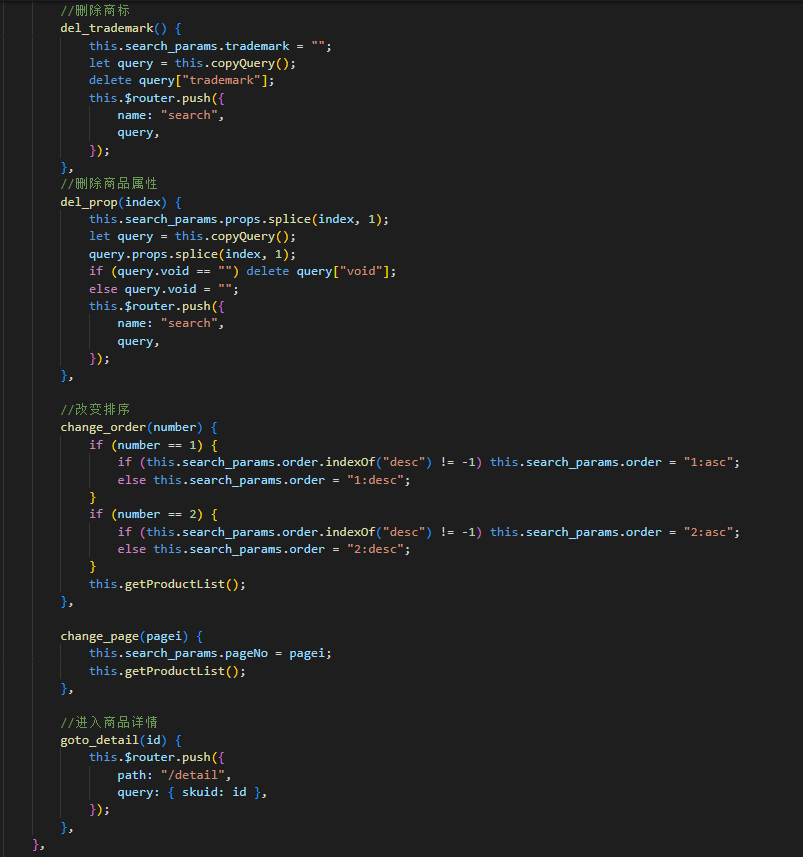 //删除商标
del_trademark() {
this.search_params.trademark = "";
let query = this.copyQuery();
delete query["trademark"];
this.$router.push({
name: "search",
query,
});
},
//删除商品属性
del_prop(index) {
this.search_params.props.splice(index, 1);
let query = this.copyQuery();
query.props.splice(index, 1);
if (query.void == "") delete query["void"];
else query.void = "";
this.$router.push({
name: "search",
query,
});
},
//改变排序
change_order(number) {
if (number == 1) {
if (this.search_params.order.indexOf("desc") != -1) this.search_params.order = "1:asc";
else this.search_params.order = "1:desc";
}
if (number == 2) {
if (this.search_params.order.indexOf("desc") != -1) this.search_params.order = "2:asc";
else this.search_params.order = "2:desc";
}
this.getProductList();
},
change_page(pagei) {
this.search_params.pageNo = pagei;
this.getProductList();
},
//进入商品详情
goto_detail(id) {
this.$router.push({
path: "/detail",
query: { skuid: id },
});
},
},